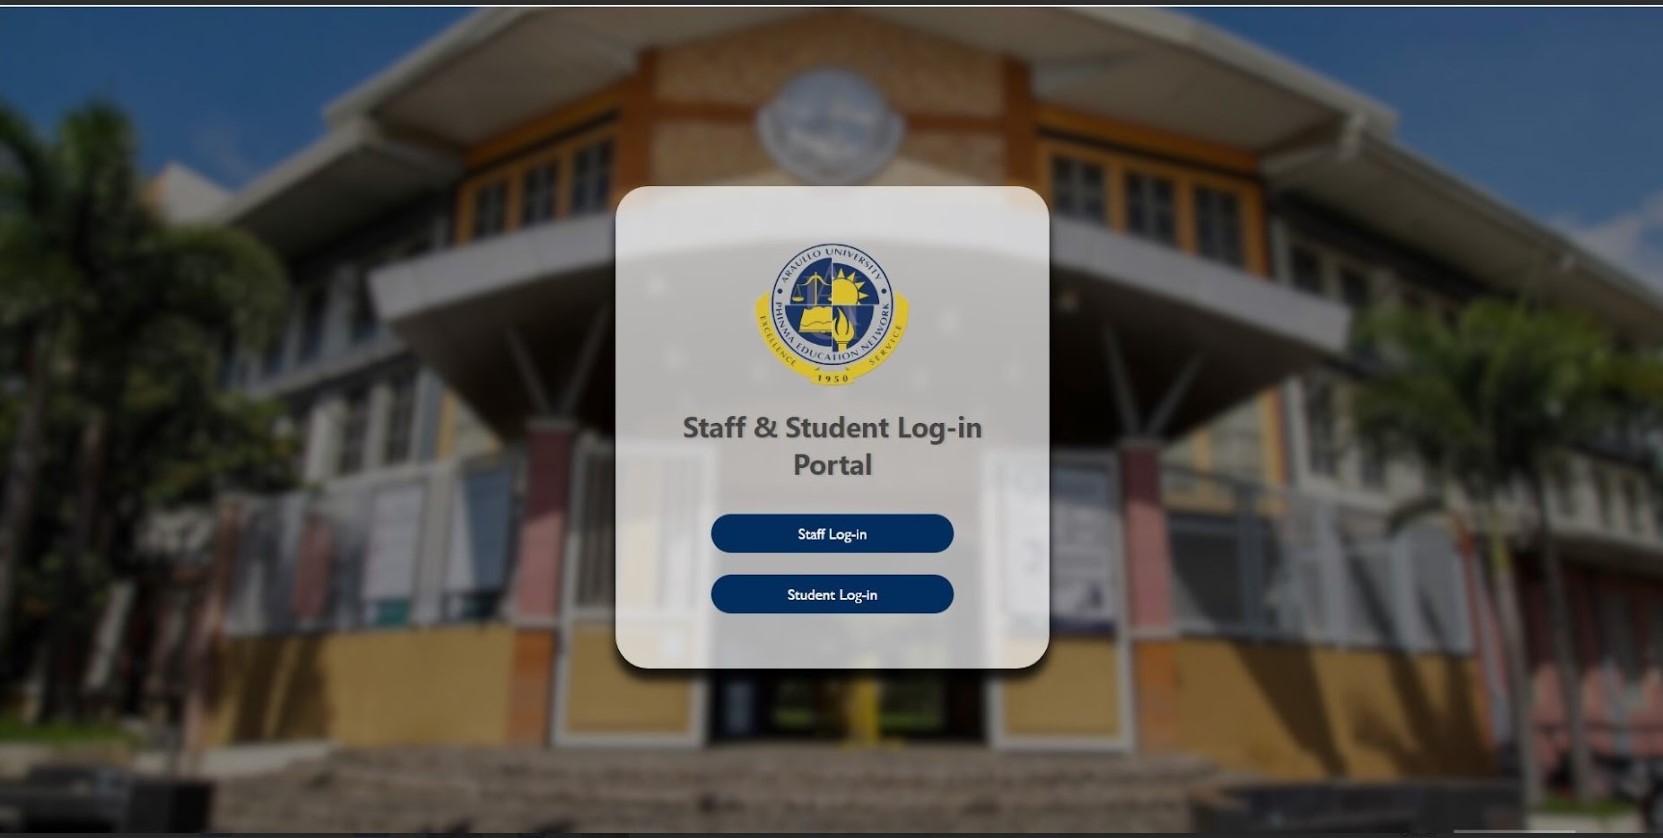 ARAULLO UNIVERSITY
PHINMA EDUCATION NETWORK
EXCELLENCE
SERVICE
1950
Staff & Student Log-in
Portal
Staff Log-in
Student Log-in